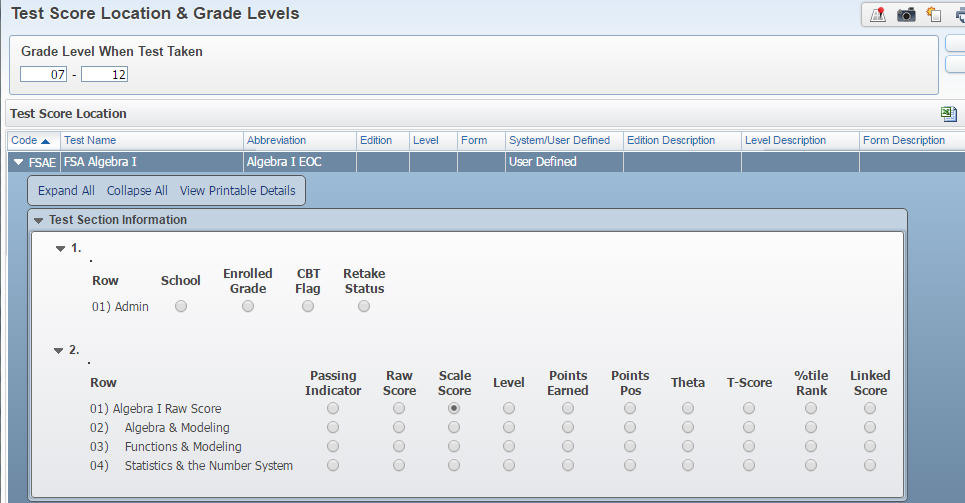 Test Score Location & Grade Levels
Grade Level When Test Taken
07 - 12
Test Score Location
Code Test Name Abbreviation Edition Level Form System/User Defined Edition Description Level Description Form Description
FSAE FSA Algebra I Algebra I EOC User Defined
Expand All Collapse All View Printable Details
Test Section Information
1.
.
Row School Enrolled Grade CBT Flag Retake Status
01) Admin
2.
.
Row Passing Indicator Raw Score Scale Score Level Points Earned Points Pos Theta T-Score %tile Rank Linked Score
01) Algebra I Raw Score
02) Algebra & Modeling
03) Functions & Modeling
04) Statistics & the Number System